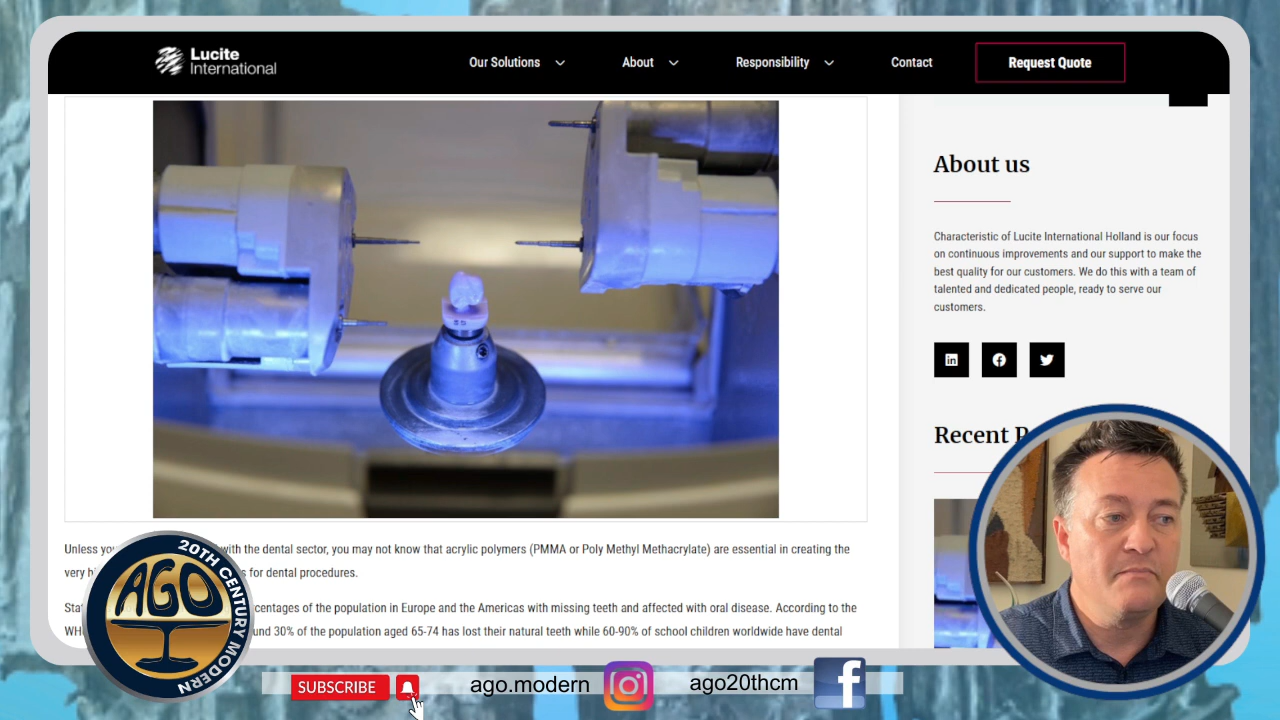 Lucite
International
Our Solutions
About
Responsibility
Contact
Request Quote
About us
Characteristic of Lucite International Holland is our focus
on continuous improvements and our support to make the
best quality for our customers. We do this with a team of
talented and dedicated people, ready to serve our
customers.
Recent
Unless with the dental sector, you may not know that acrylic polymers (PMMA or Poly Methyl Methacrylate) are essential in creating the
very for dental procedures.
of the population in Europe and the Americas with missing teeth and affected with oral disease. According to the
30% of the population aged 65-74 has lost their natural teeth while 60-90% of school children worldwide have dental
20TH CENTURY MODERN
AGO
SUBSCRIBE
ago.modern
ago20thcm
f